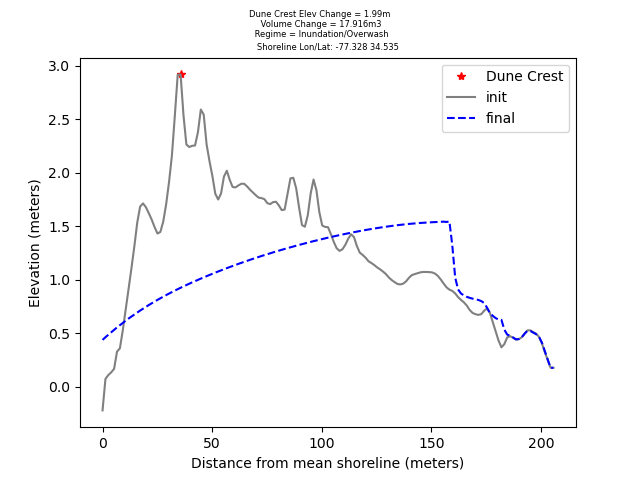 Dune Crest Elev Change = 1.99m
Volume Change = 17.916m3
Regime = Inundation/Overwash
Shoreline Lon/Lat: -77.328 34.535
3.0
2.5
2.0
1.5
1.0
0.5
0.0
Elevation (meters)
Dune Crest
init
final
0 50 100 150 200
Distance from mean shoreline (meters)